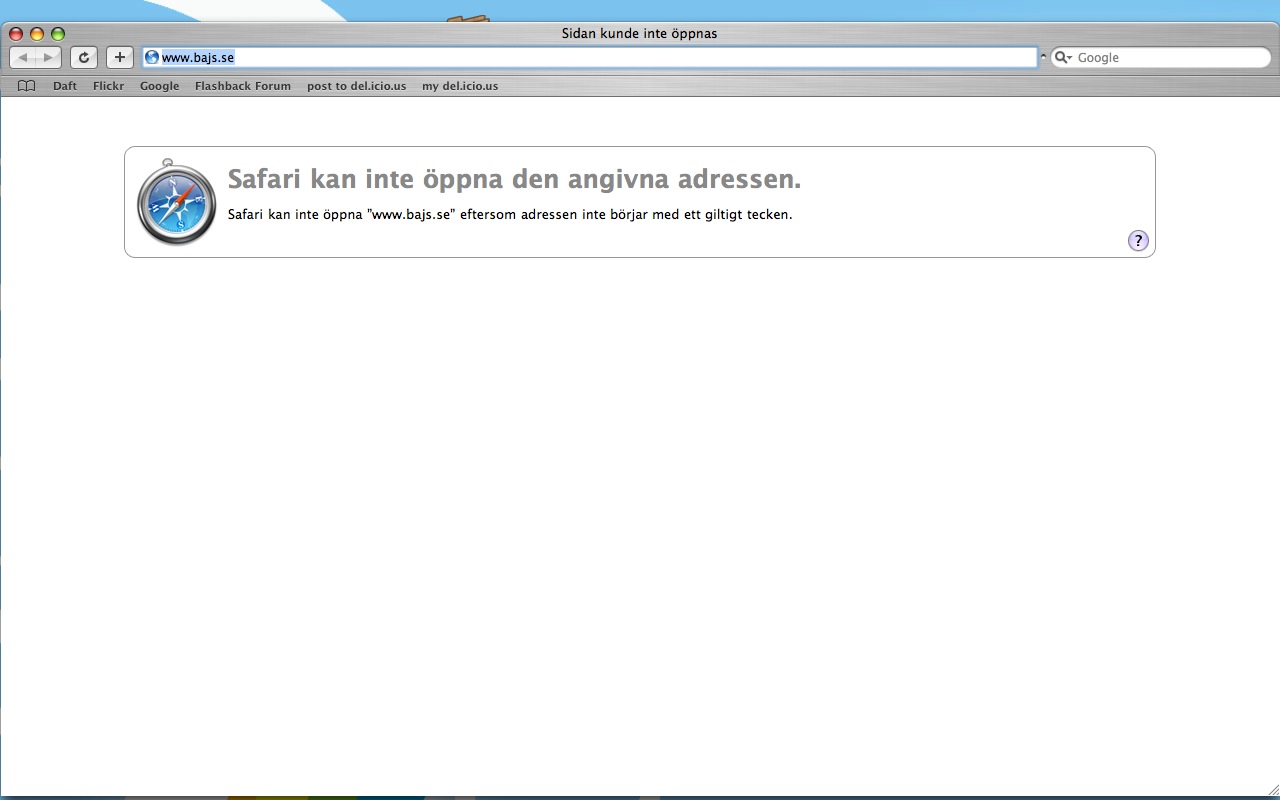 Sidan kunde inte öppnas
www.bajs.se
Google
Daft Flickr Google Flashback Forum post to del.icio.us my del.icio.us
Safari kan inte öppna den angivna adressen.
Safari kan inte öppna ”www.bajs.se” eftersom adressen inte börjar med ett giltigt tecken.
?